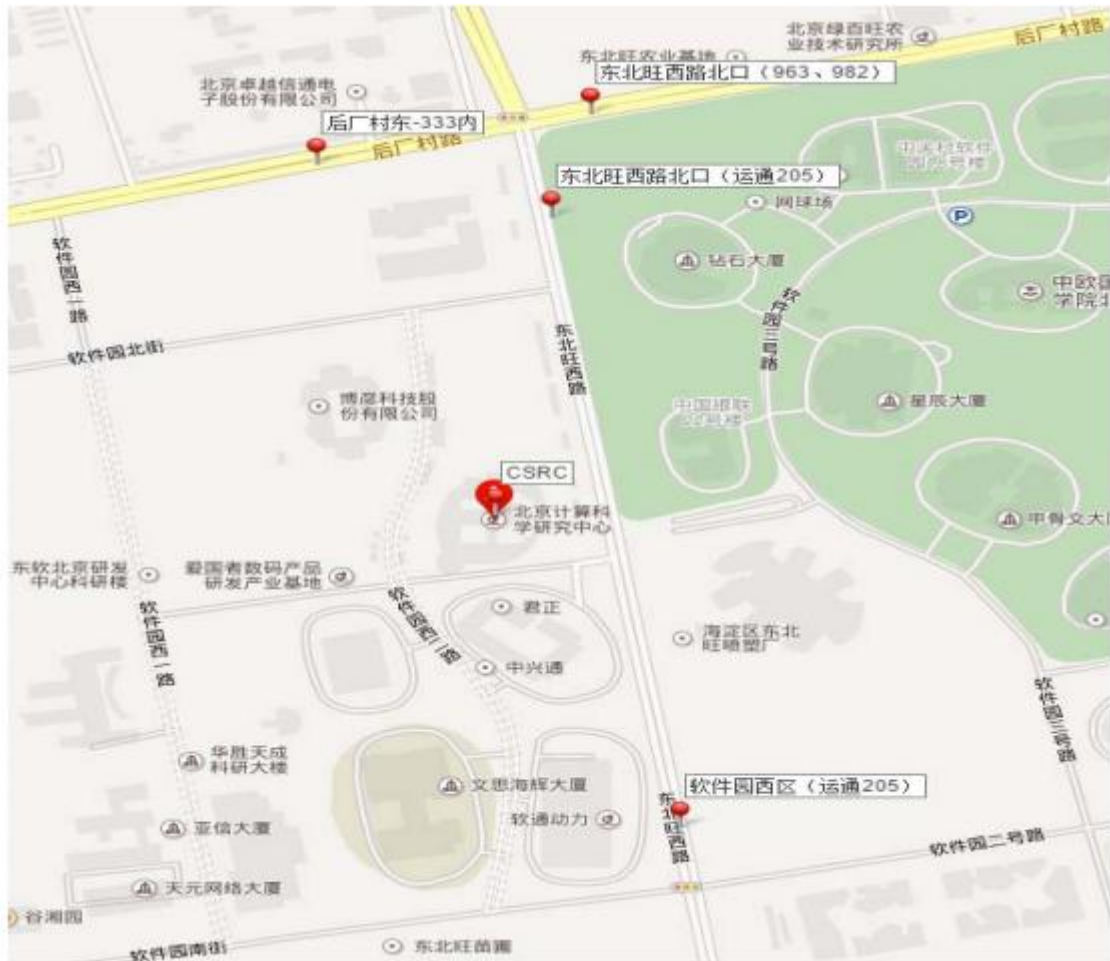 北京绿百旺农
业技术研究所
后厂村路
东北旺农业基地
东北旺西路北口（963、982）
北京卓越信通电
子股份有限公司
后厂村东-333内
后厂村路
东北旺西路北口（运通205）
网球场
P
钻石大厦
软件园西一路
软件园三号路
东北旺西路
软件园北街
博彦科技股
份有限公司
星辰大厦
CSRC
北京计算科
学研究中心
东软北京研发
中心科研楼
爱国者数码产品
研发产业基地
君正
软件园西一路
软件园西二路
中兴通
海淀区东北
旺喷塑厂
软件园三号路
华胜天成
科研大楼
文思海辉大厦
软件园西区（运通205）
东北旺西路
软通动力
亚信大厦
软件园二号路
天元网络大厦
谷湘园
软件园南街
东北旺苗圃